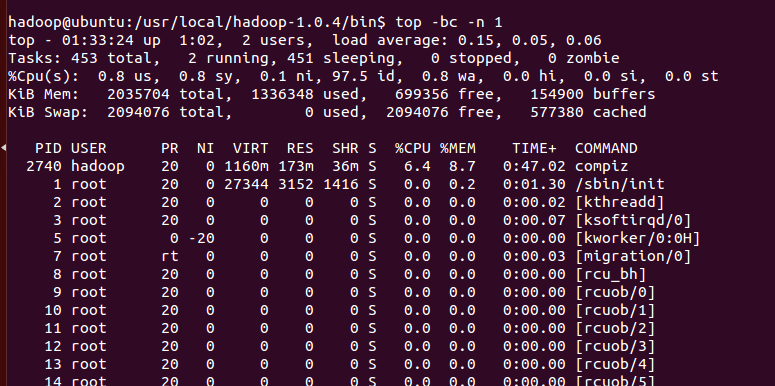 hadoop@ubuntu:/usr/local/hadoop-1.0.4/bin$ top -bc -n 1
top - 01:33:24 up  1:02,  2 users,  load average: 0.15, 0.05, 0.06
Tasks: 453 total,   2 running, 451 sleeping,   0 stopped,   0 zombie
%Cpu(s):  0.8 us,  0.8 sy,  0.1 ni, 97.5 id,  0.8 wa,  0.0 hi,  0.0 si,  0.0 st
KiB Mem:   2035704 total,  1336348 used,   699356 free,   154900 buffers
KiB Swap:  2094076 total,        0 used,  2094076 free,   577380 cached
PID USER      PR  NI  VIRT  RES  SHR S  %CPU %MEM    TIME+  COMMAND
2740 hadoop    20   0 1160m 173m  36m S   6.4  8.7   0:47.02 compiz
1 root      20   0 27344 3152 1416 S   0.0  0.2   0:01.30 /sbin/init
2 root      20   0     0    0    0 S   0.0  0.0   0:00.02 [kthreadd]
3 root      20   0     0    0    0 S   0.0  0.0   0:00.07 [ksoftirqd/0]
5 root       0 -20     0    0    0 S   0.0  0.0   0:00.00 [kworker/0:0H]
7 root      rt   0     0    0    0 S   0.0  0.0   0:00.03 [migration/0]
8 root      20   0     0    0    0 S   0.0  0.0   0:00.00 [rcu_bh]
9 root      20   0     0    0    0 S   0.0  0.0   0:00.00 [rcuob/0]
10 root      20   0     0    0    0 S   0.0  0.0   0:00.00 [rcuob/1]
11 root      20   0     0    0    0 S   0.0  0.0   0:00.00 [rcuob/2]
12 root      20   0     0    0    0 S   0.0  0.0   0:00.00 [rcuob/3]
13 root      20   0     0    0    0 S   0.0  0.0   0:00.00 [rcuob/4]
14 root      20   0     0    0    0 S   0.0  0.0   0:00.00 [rcuob/5]